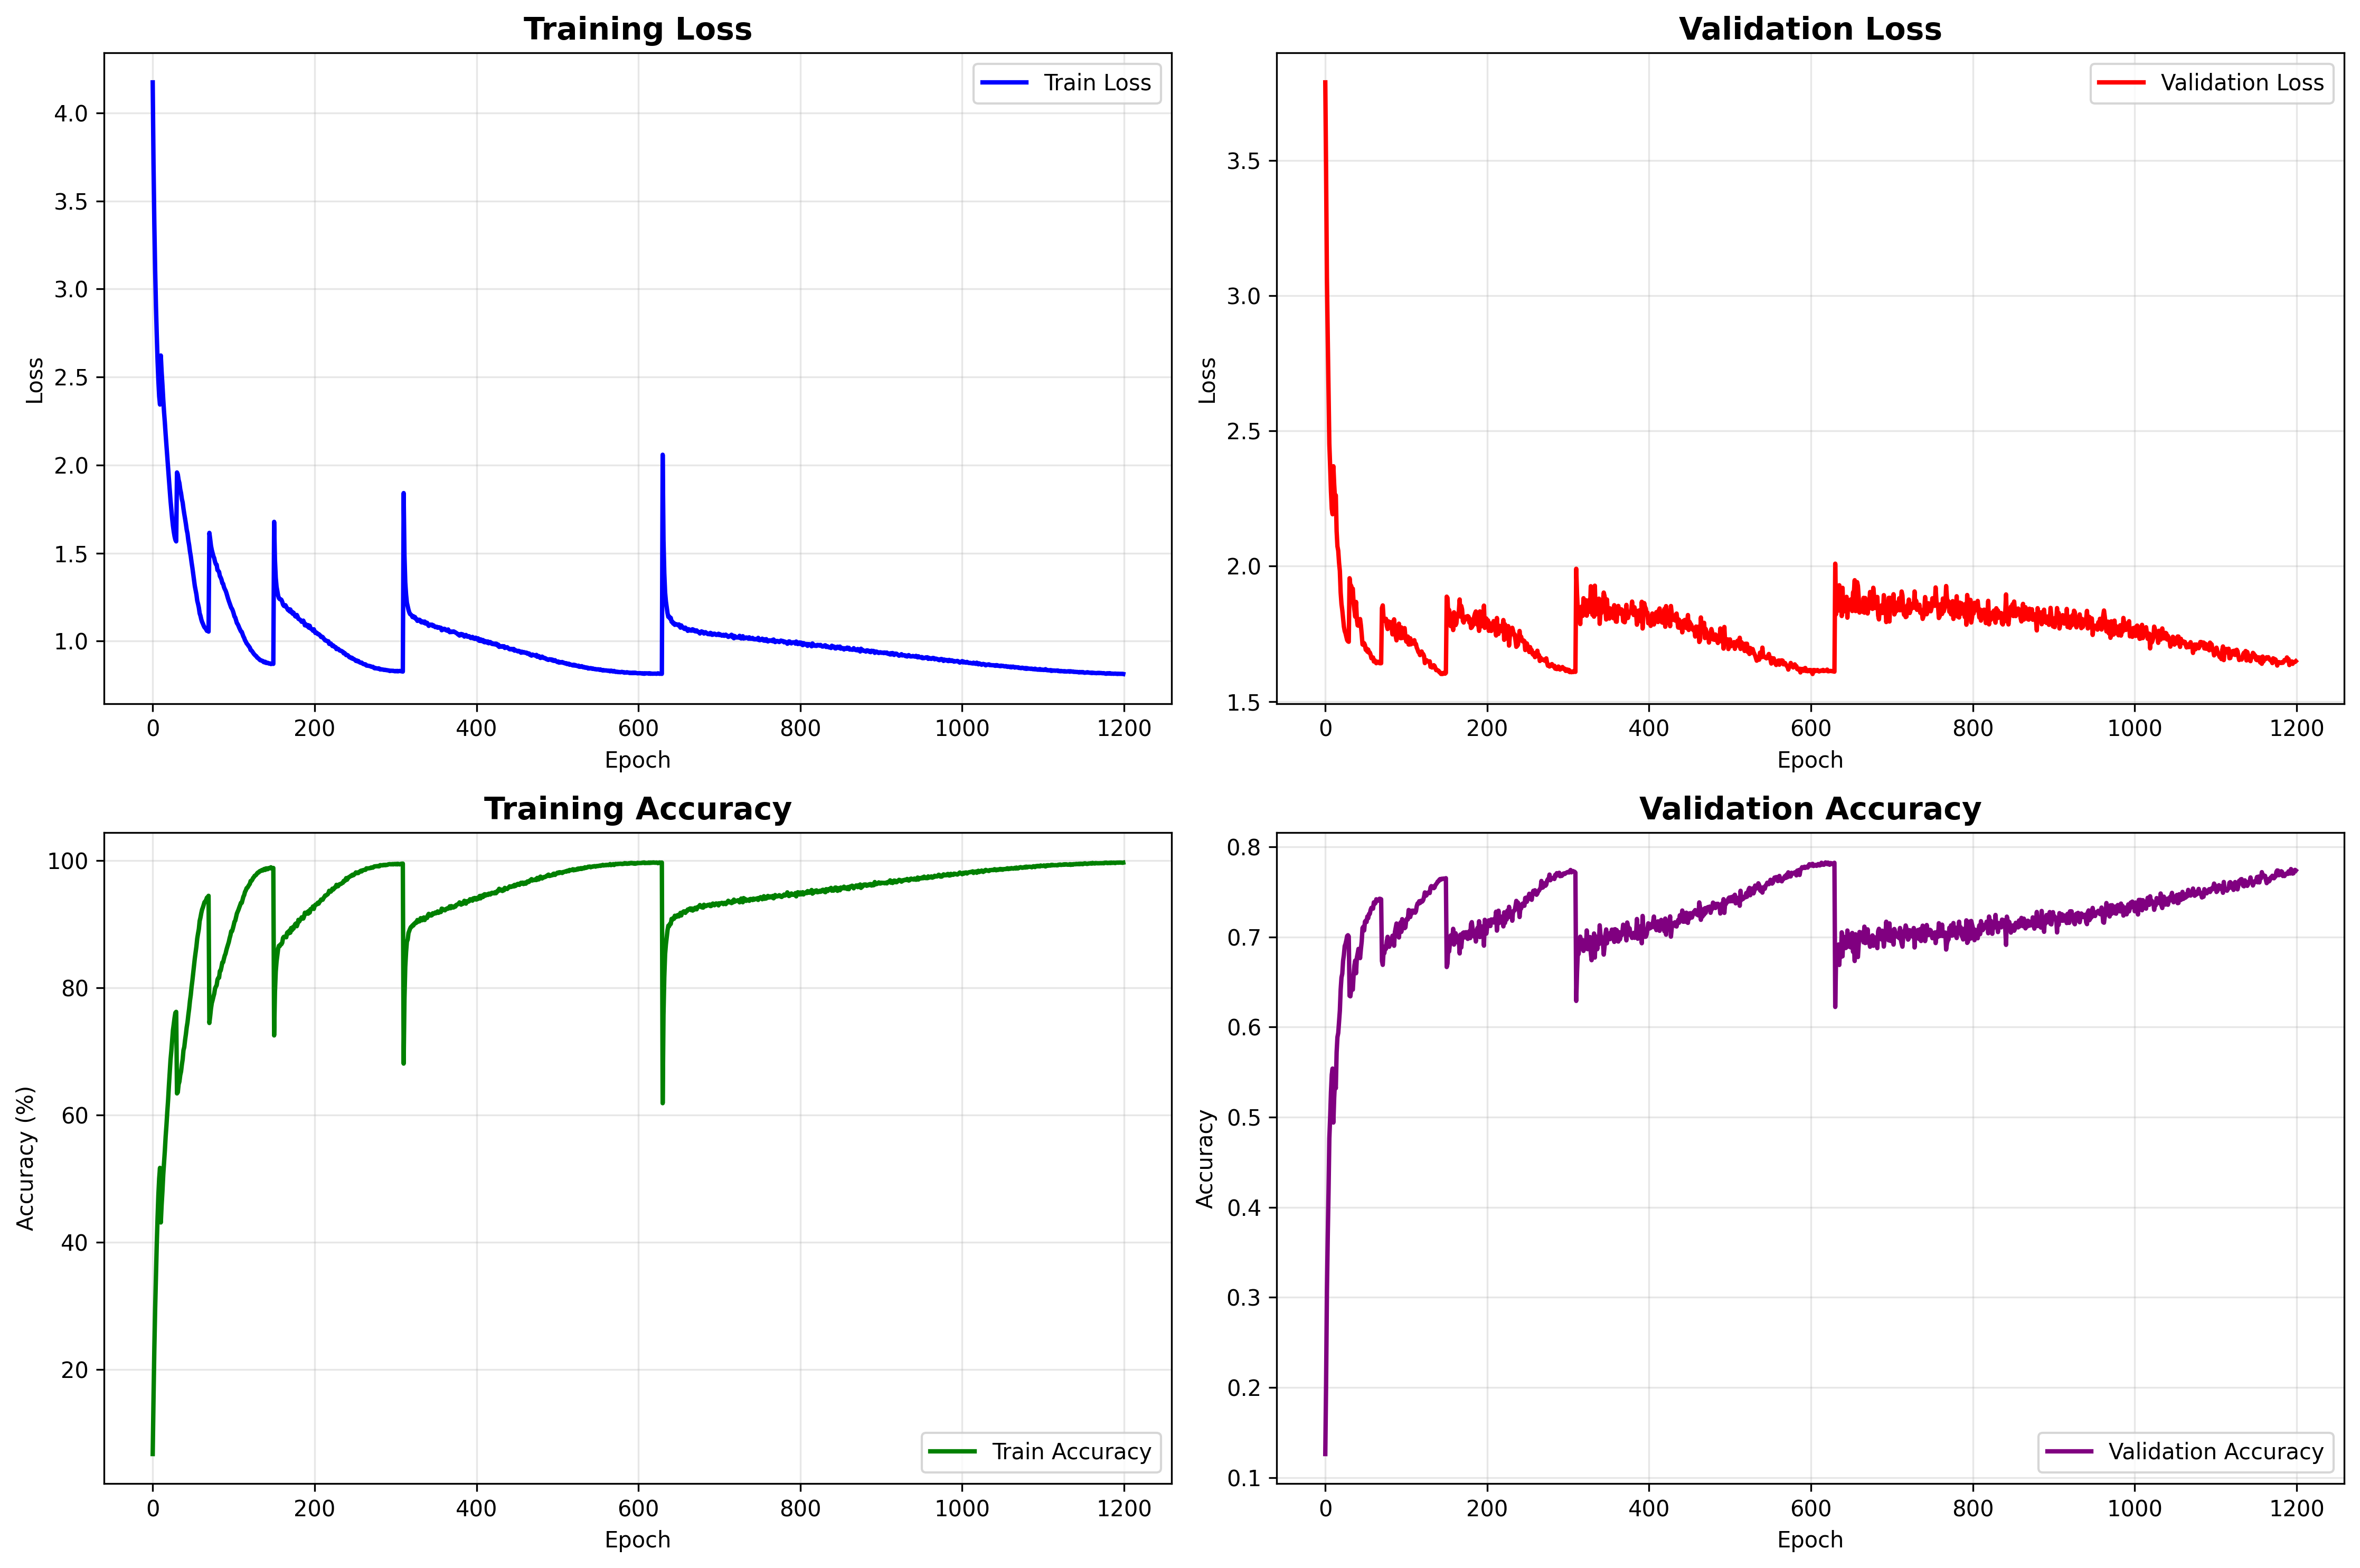 Training Loss
Train Loss
4.0
3.5
3.0
2.5
2.0
1.5
1.0
Loss
0 200 400 600 800 1000 1200
Epoch
Validation Loss
Validation Loss
3.5
3.0
2.5
2.0
1.5
Loss
0 200 400 600 800 1000 1200
Epoch
Training Accuracy
100
80
60
40
20
Accuracy (%)
Train Accuracy
0 200 400 600 800 1000 1200
Epoch
Validation Accuracy
0.8
0.7
0.6
0.5
0.4
0.3
0.2
0.1
Accuracy
Validation Accuracy
0 200 400 600 800 1000 1200
Epoch